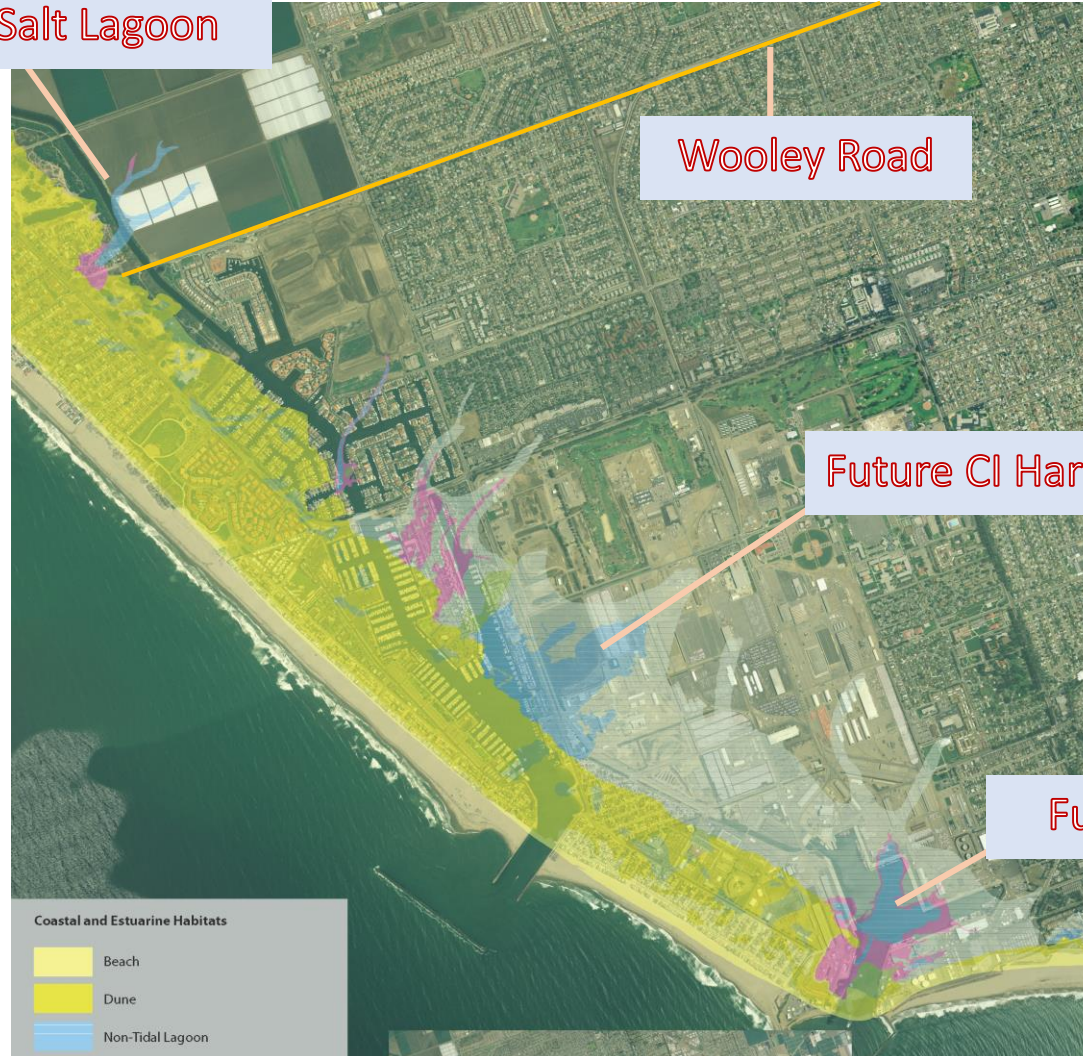 Salt Lagoon
Wooley Road
Future CI Har
Fu
Coastal and Estuarine Habitats
Beach
Dune
Non-Tidal Lagoon